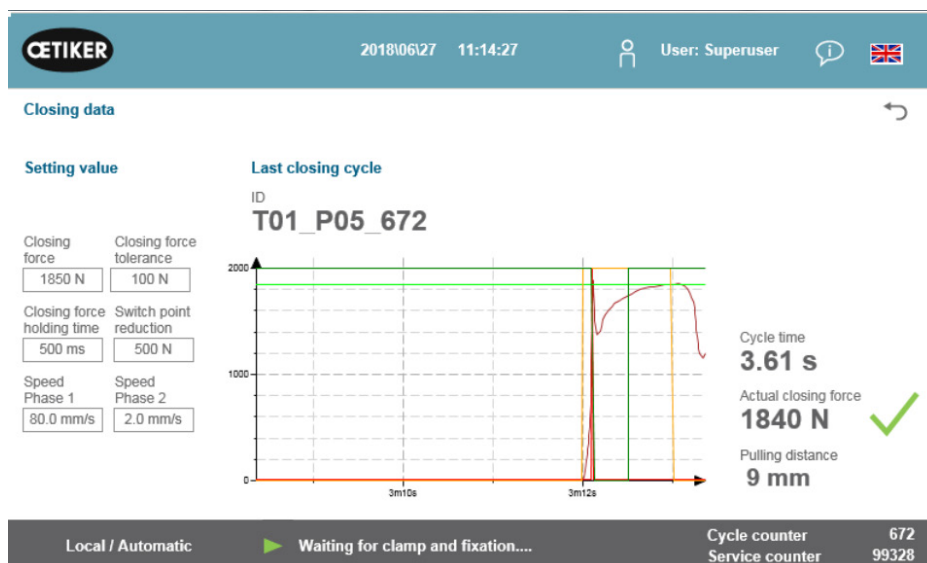 ŒTIKER
2018\06\27 11:14:27
User: Superuser
Closing data
Setting value
Last closing cycle
ID
T01_P05_672
Closing force
Closing force tolerance
1850 N
100 N
Closing force holding time
Switch point reduction
500 ms
500 N
Speed Phase 1
Speed Phase 2
80.0 mm/s
2.0 mm/s
2000
1000
0
3m10s
3m12s
Cycle time
3.61 s
Actual closing force
1840 N
Pulling distance
9 mm
Local / Automatic
Waiting for clamp and fixation....
Cycle counter 672
Service counter 99328